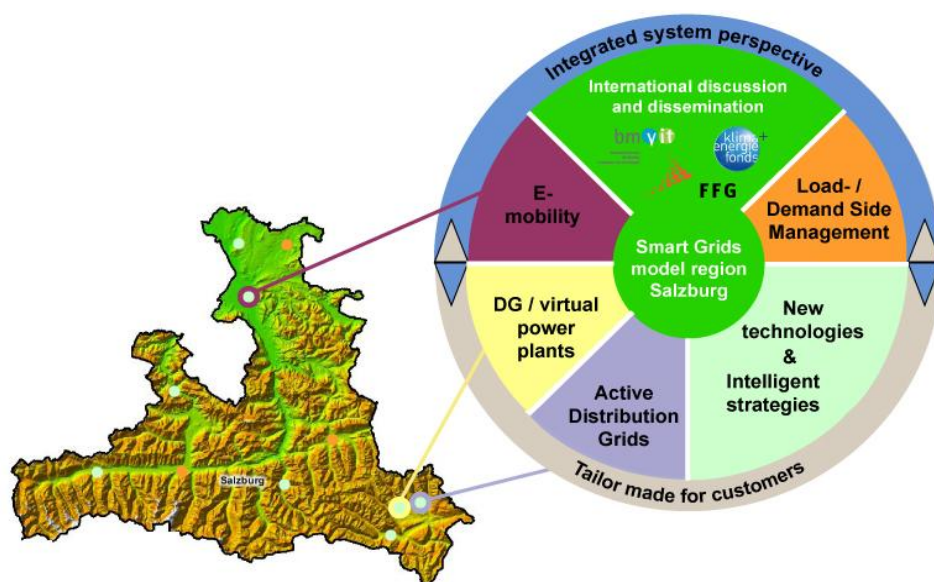 Integrated system perspective
International discussion
and dissemination
bmvit
klima+
energie
fonds
FFG
E-
mobility
Load- /
Demand Side
Management
Smart Grids
model region
Salzburg
DG / virtual
power
plants
New
technologies
&
Intelligent
strategies
Active
Distribution
Grids
Tailor made for customers
Salzburg